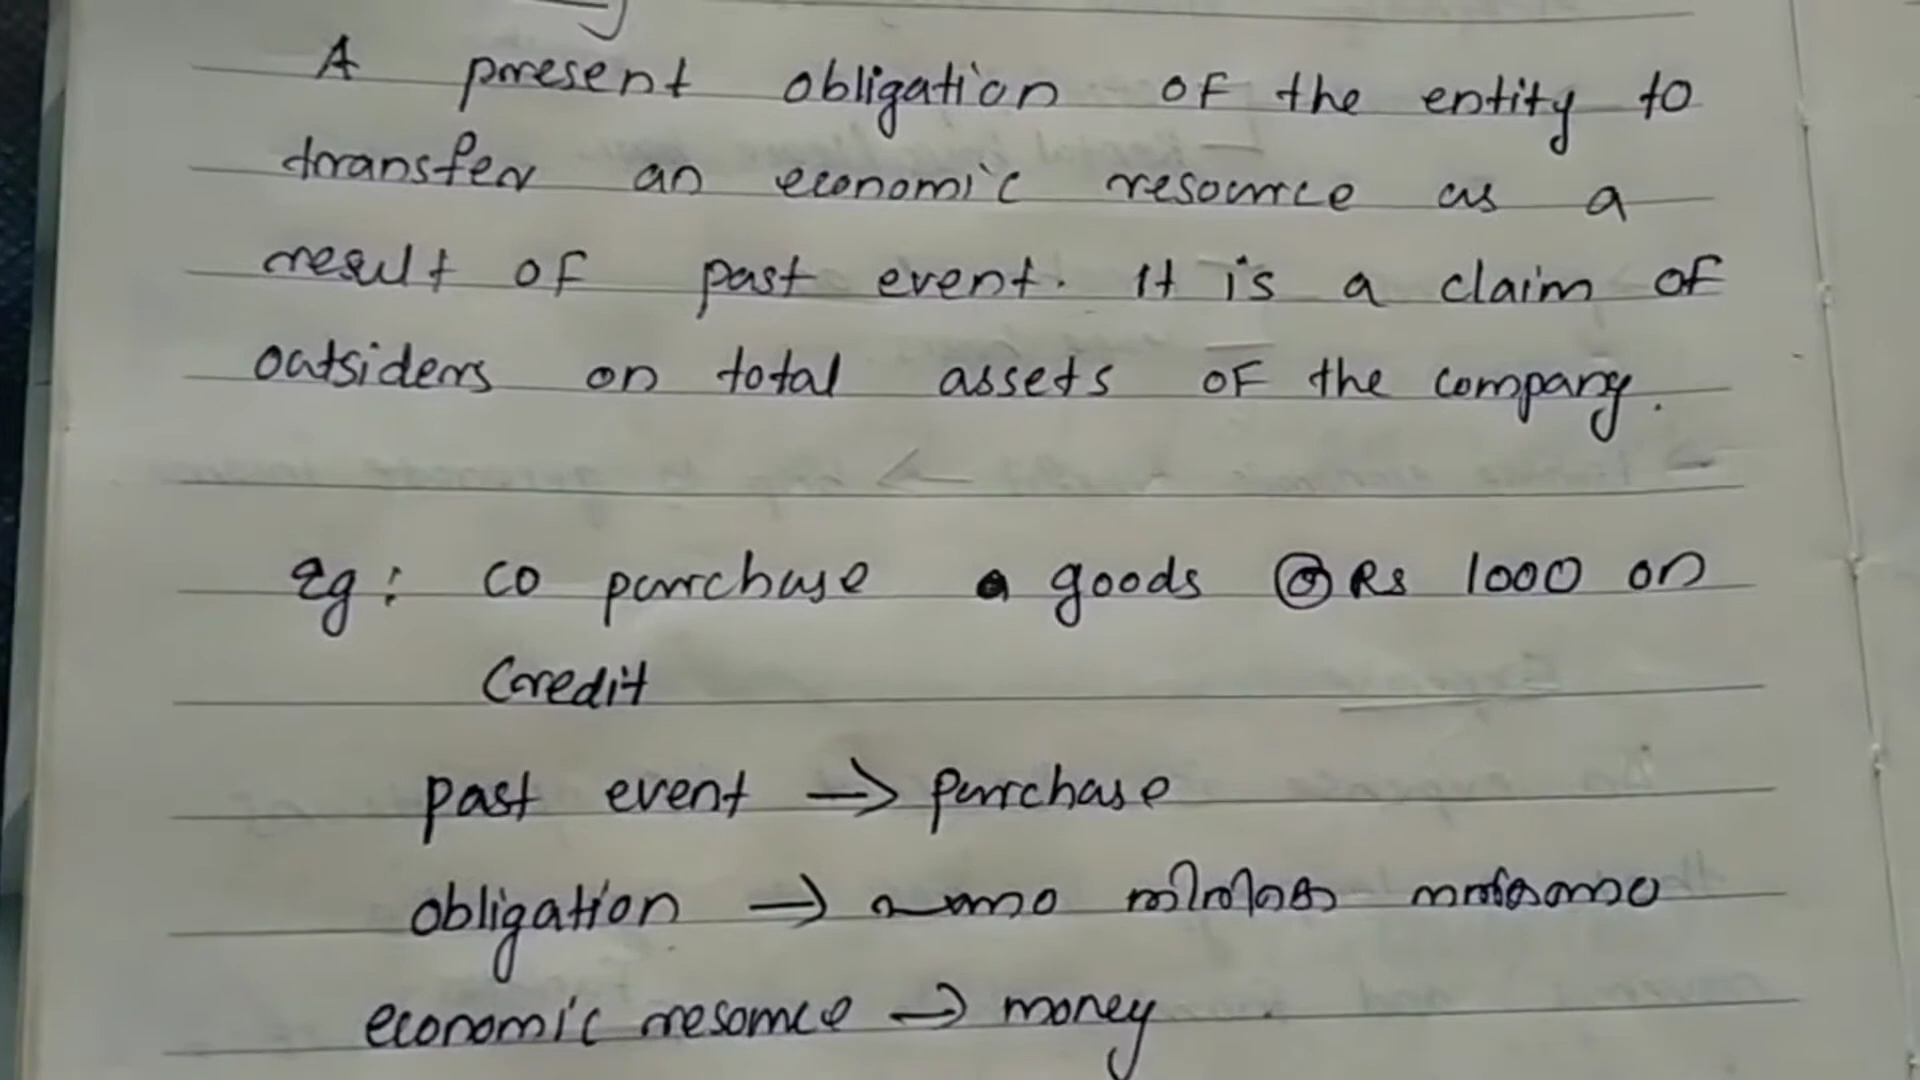 A present obligation of the entity to
transfer an economic resource as a
result of past event. It is a claim of
outsiders on total assets of the company.
Eg: co purchase goods @ Rs 1000 on
Credit
past event → purchase
obligation →
economic resource → money